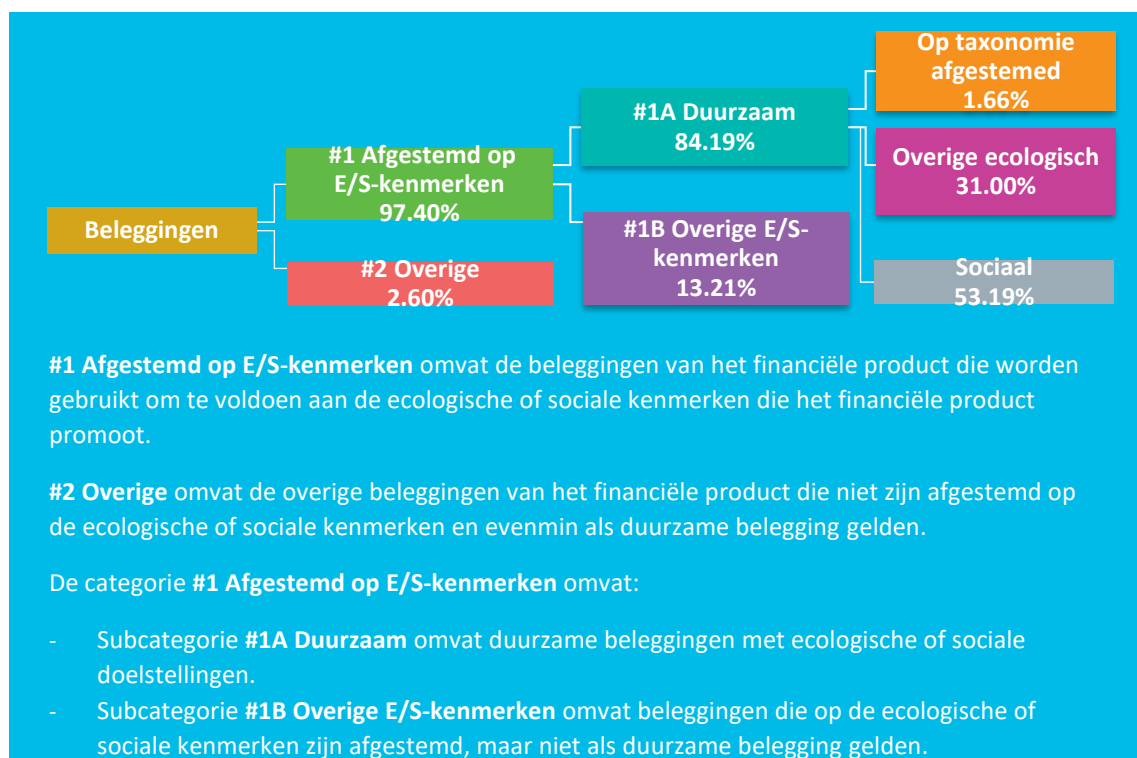 Op taxonomie
afgestemed
1.66%
#1A Duurzaam
84.19%
#1 Afgestemd op
E/S-kenmerken
97.40%
Overige ecologisch
31.00%
Beleggingen
#1B Overige E/S-
kenmerken
13.21%
#2 Overige
2.60%
Sociaal
53.19%
#1 Afgestemd op E/S-kenmerken omvat de beleggingen van het financiële product die worden
gebruikt om te voldoen aan de ecologische of sociale kenmerken die het financiële product
promoot.
#2 Overige omvat de overige beleggingen van het financiële product die niet zijn afgestemd op
de ecologische of sociale kenmerken en evenmin als duurzame belegging gelden.
De categorie #1 Afgestemd op E/S-kenmerken omvat:
- Subcategorie #1A Duurzaam omvat duurzame beleggingen met ecologische of sociale
doelstellingen.
- Subcategorie #1B Overige E/S-kenmerken omvat beleggingen die op de ecologische of
sociale kenmerken zijn afgestemd, maar niet als duurzame belegging gelden.